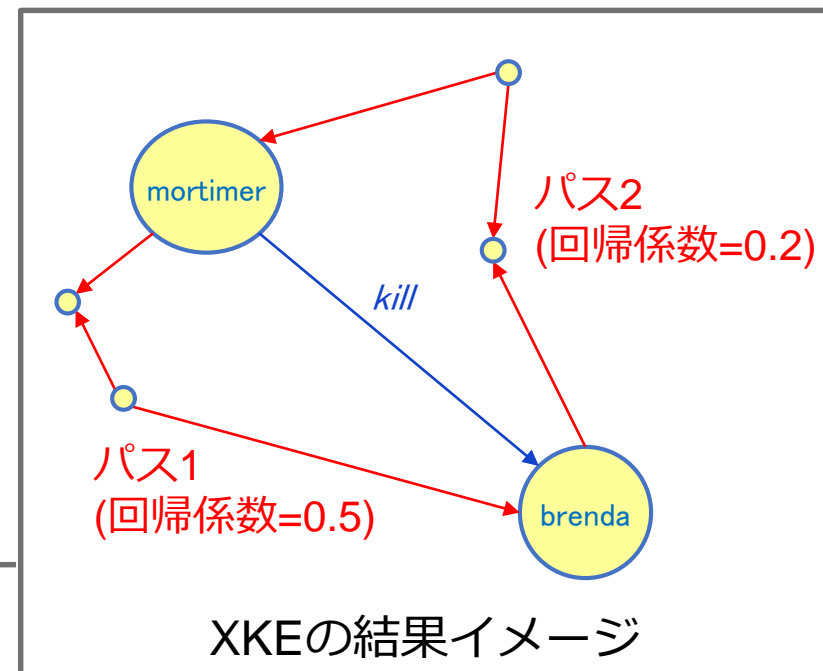 mortimer
パス2
(回帰係数=0.2)
kill
パス1
(回帰係数=0.5)
brenda
XKEの結果イメージ